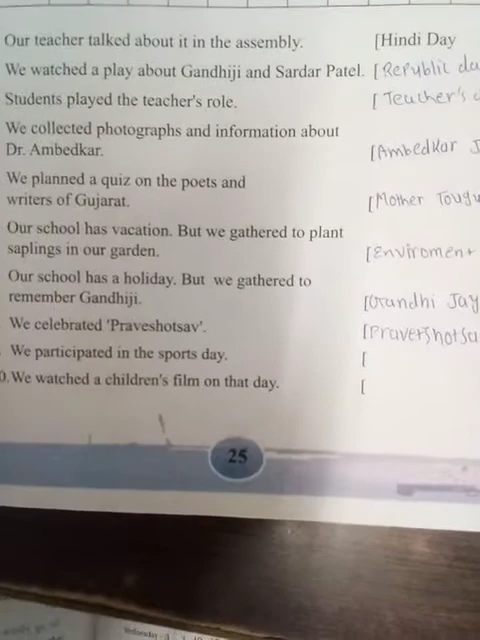 Our teacher talked about it in the assembly. [Hindi Day
We watched a play about Gandhiji and Sardar Patel. [Republic da
Students played the teacher's role. [Teacher's
We collected photographs and information about
Dr. Ambedkar. [Ambedkar J
We planned a quiz on the poets and
writers of Gujarat. [Mother
Our school has vacation. But we gathered to plant
saplings in our garden. [Enviroment
Our school has a holiday. But we gathered to
remember Gandhiji. [Gandhi Jay
We celebrated 'Praveshotsav'. [
We participated in the sports day. [
0.We watched a children's film on that day. [
25